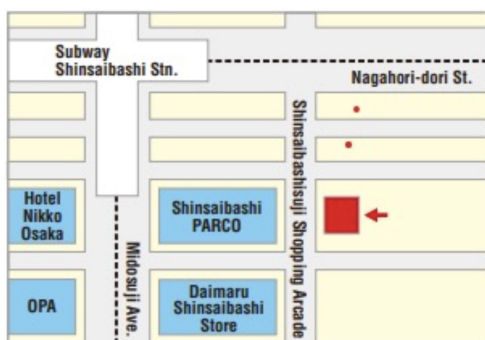 Subway
Shinsaibashi Stn.
Nagahori-dori St.
Shinsaibashisuji Shopping Arcade
Hotel
Nikko
Osaka
Shinsaibashi
PARCO
Midosuji Ave.
OPA
Daimaru
Shinsaibashi
Store